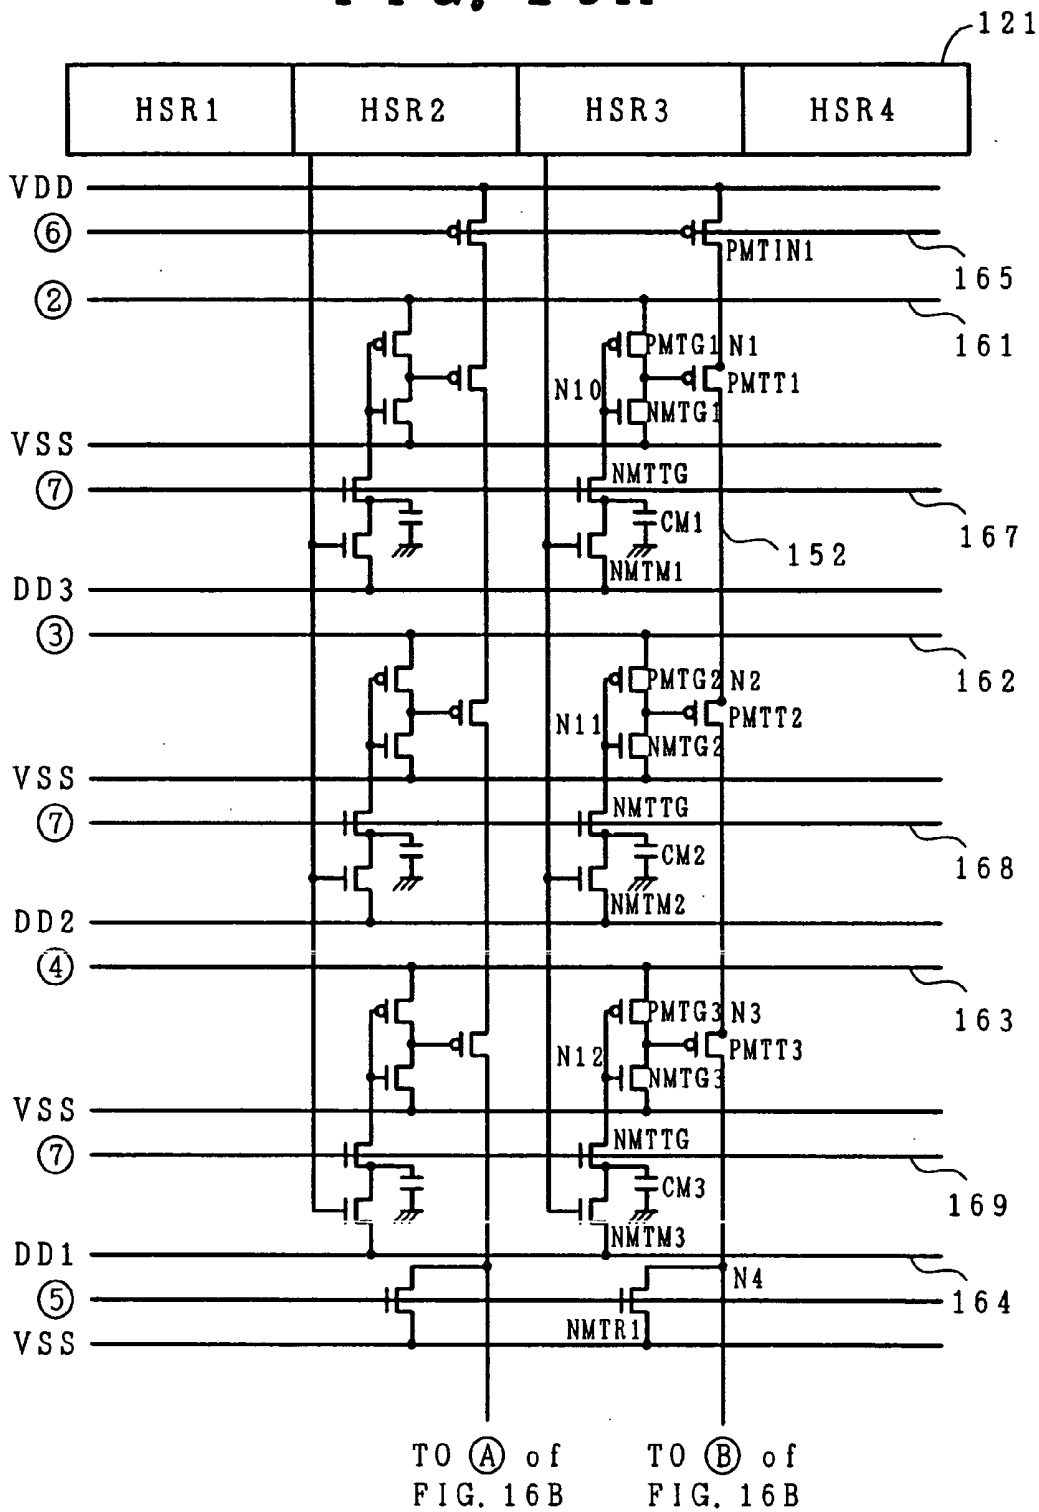 121
HSR1 HSR2 HSR3 HSR4
VDD
⑥
PMTIN1
165
②
161
PMTG1 N1
PMTT1
N10
NMTG1
VSS
⑦
NMTTG
167
CM1
152
NMTM1
DD3
③
162
PMTG2 N2
PMTT2
N11
NMTG2
VSS
⑦
NMTTG
168
CM2
NMTM2
DD2
④
163
PMTG3 N3
PMTT3
N12
NMTG3
VSS
⑦
NMTTG
169
CM3
NMTM3
DD1
N4
164
⑤
NMTR1
VSS
TO Ⓐ of TO Ⓑ of
FIG. 16B FIG. 16B